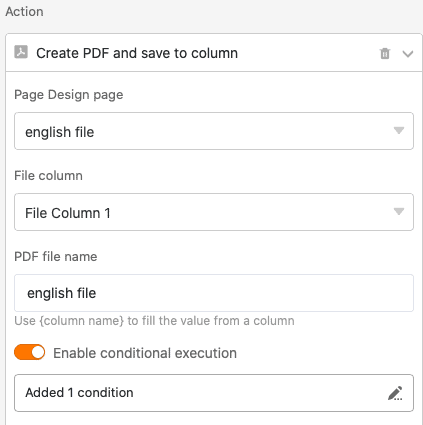 Action
Create PDF and save to column
Page Design page
english file
File column
File Column 1
PDF file name
english file
Use {column name} to fill the value from a column
Enable conditional execution
Added 1 condition